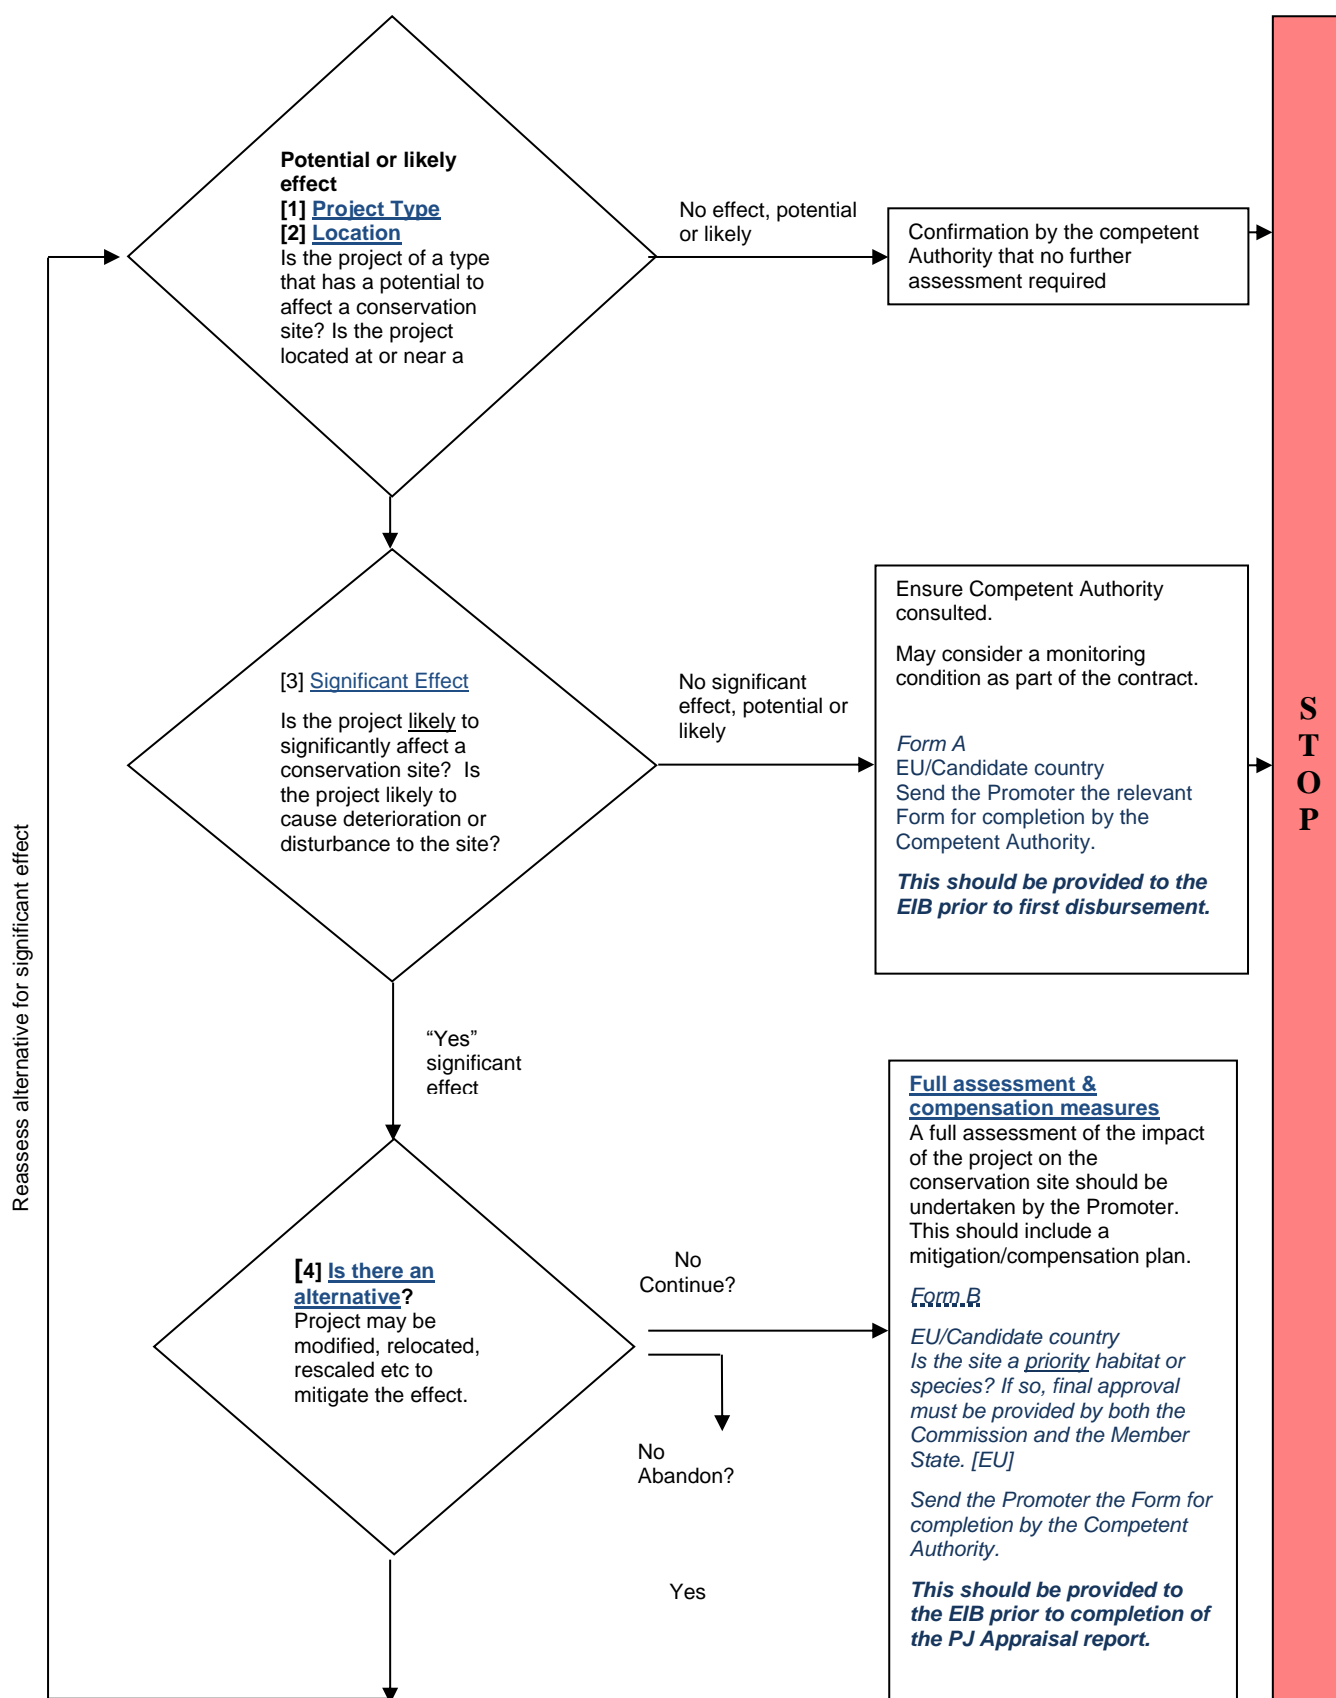 Potential or likely
effect
[1] Project Type
[2] Location
Is the project of a type
that has a potential to
affect a conservation
site? Is the project
located at or near a
No effect, potential
or likely
Confirmation by the competent
Authority that no further
assessment required
[3] Significant Effect
Is the project likely to
significantly affect a
conservation site?  Is
the project likely to
cause deterioration or
disturbance to the site?
No significant
effect, potential or
likely
Ensure Competent Authority
consulted.
May consider a monitoring
condition as part of the contract.
Form A
EU/Candidate country
Send the Promoter the relevant
Form for completion by the
Competent Authority.
This should be provided to the
EIB prior to first disbursement.
S
T
O
P
Reassess alternative for significant effect
“Yes”
significant
effect
[4] Is there an
alternative?
Project may be
modified, relocated,
rescaled etc to
mitigate the effect.
No
Continue?
No
Abandon?
Yes
Full assessment &
compensation measures
A full assessment of the impact
of the project on the
conservation site should be
undertaken by the Promoter.
This should include a
mitigation/compensation plan.
Form B
EU/Candidate country
Is the site a priority habitat or
species? If so, final approval
must be provided by both the
Commission and the Member
State. [EU]
Send the Promoter the Form for
completion by the Competent
Authority.
This should be provided to
the EIB prior to completion of
the PJ Appraisal report.